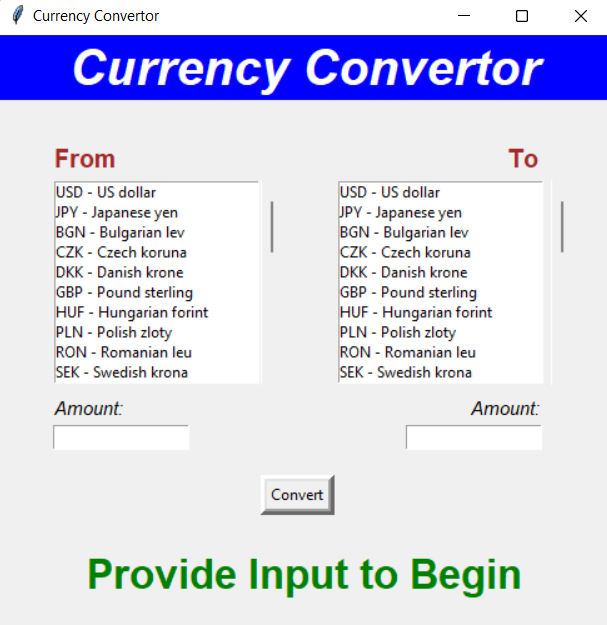 Currency Convertor
Currency Convertor
From
To
USD - US dollar
JPY - Japanese yen
BGN - Bulgarian lev
CZK - Czech koruna
DKK - Danish krone
GBP - Pound sterling
HUF - Hungarian forint
PLN - Polish zloty
RON - Romanian leu
SEK - Swedish krona
USD - US dollar
JPY - Japanese yen
BGN - Bulgarian lev
CZK - Czech koruna
DKK - Danish krone
GBP - Pound sterling
HUF - Hungarian forint
PLN - Polish zloty
RON - Romanian leu
SEK - Swedish krona
Amount:
Amount:
Convert
Provide Input to Begin